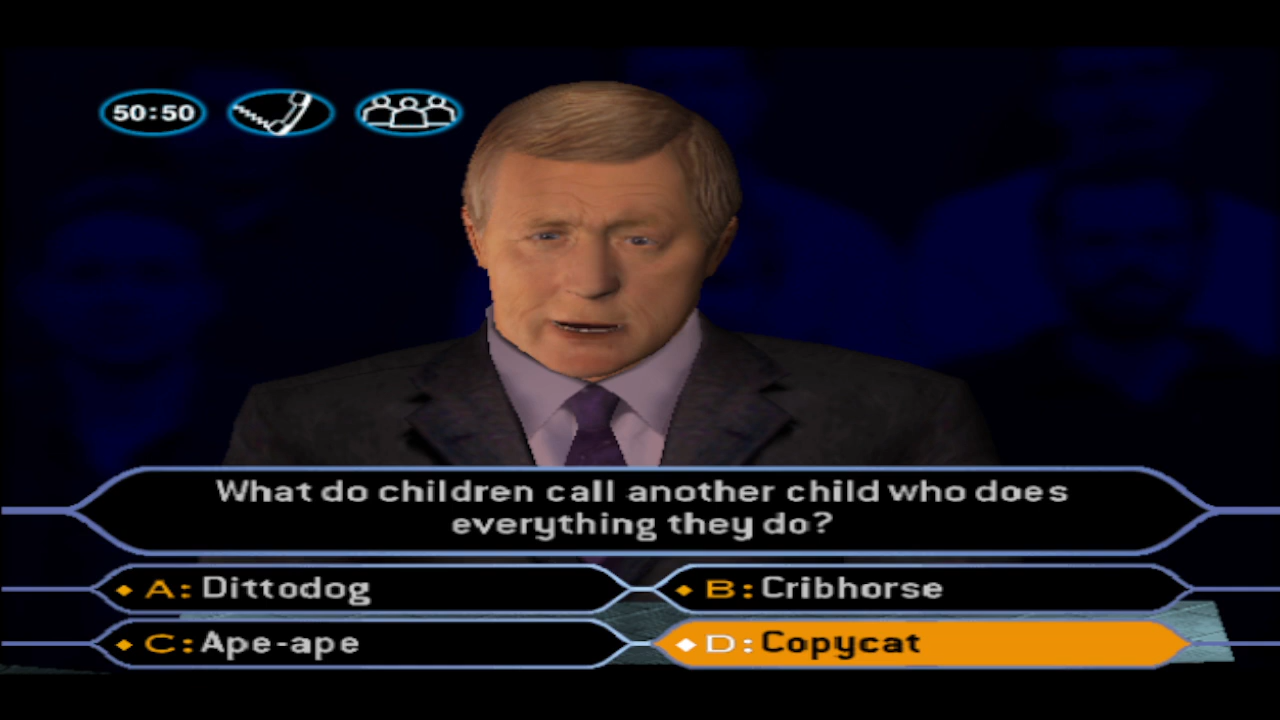 50:50
What do children call another child who does
everything they do?
A: Dittodog
B: Cribhorse
C: Ape-ape
D: Copycat